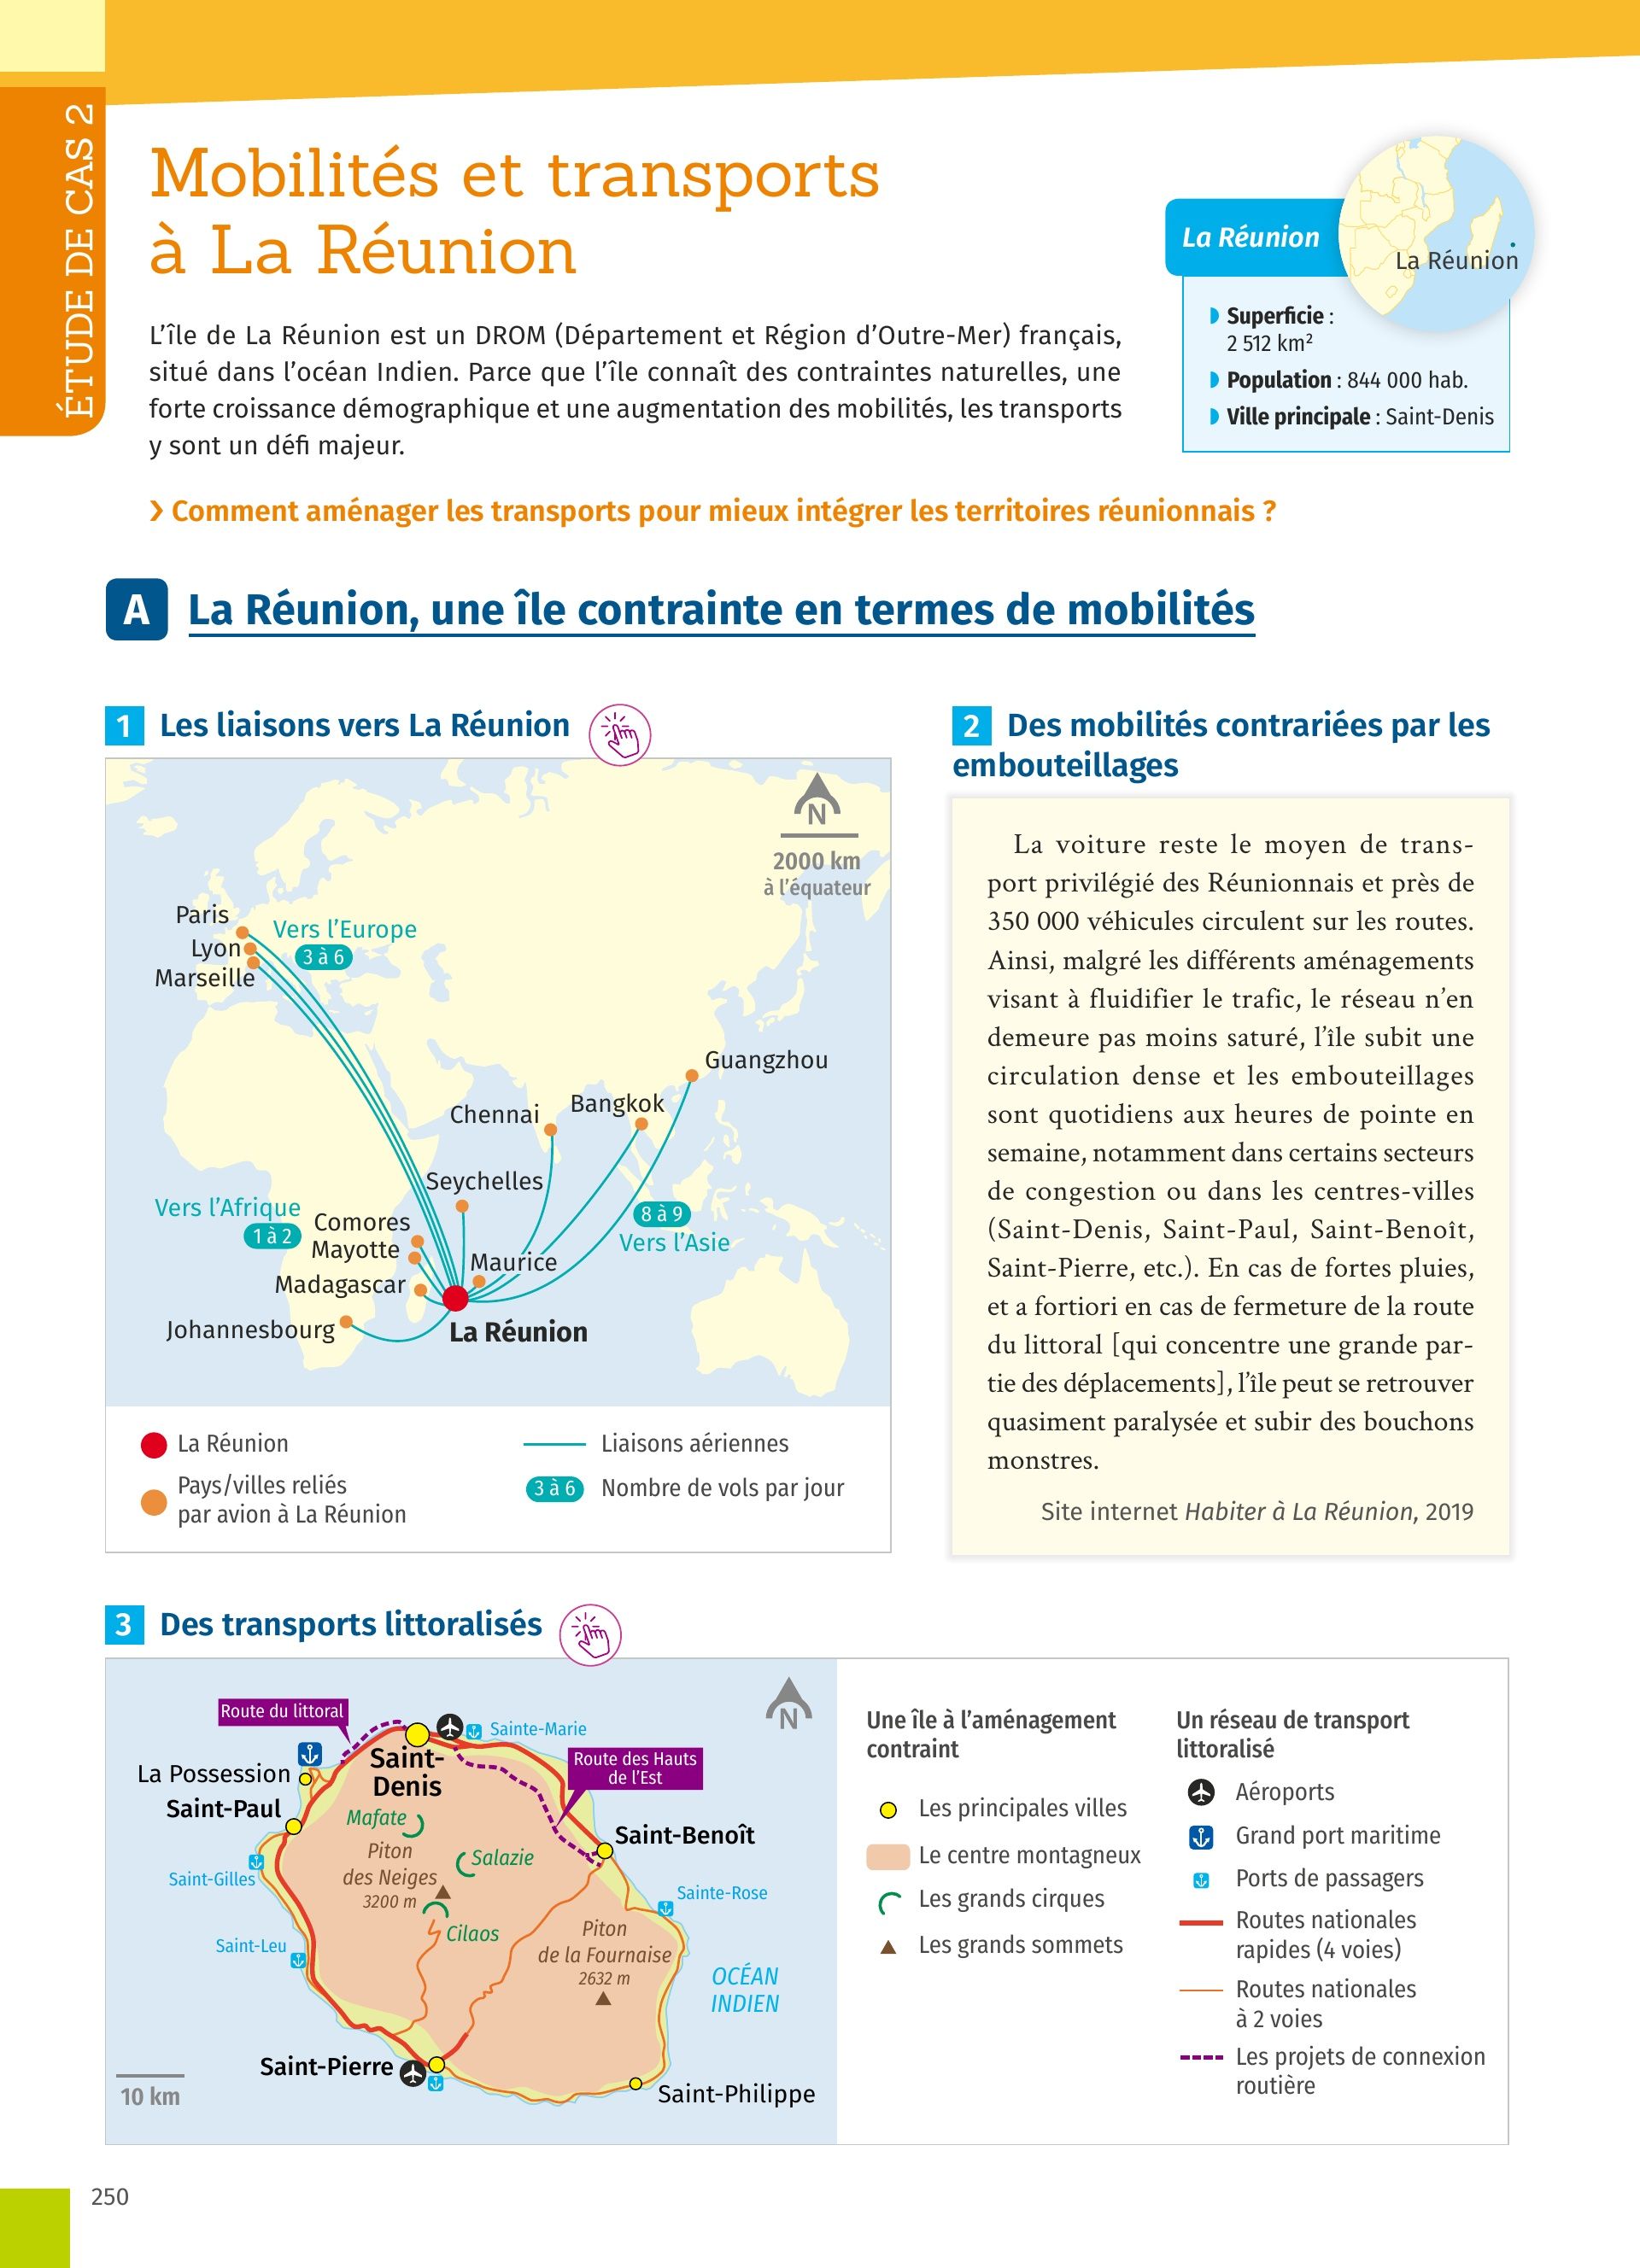 ÉTUDE DE CAS 2
Mobilités et transports
à La Réunion
L'île de La Réunion est un DROM (Département et Région d'Outre-Mer) français,
situé dans l'océan Indien. Parce que l'île connaît des contraintes naturelles, une
forte croissance démographique et une augmentation des mobilités, les transports
y sont un défi majeur.
La Réunion
La Réunion
Superficie :
2 512 km²
Population : 844 000 hab.
Ville principale : Saint-Denis
› Comment aménager les transports pour mieux intégrer les territoires réunionnais ?
A La Réunion, une île contrainte en termes de mobilités
1 Les liaisons vers La Réunion
N
2000 km
à l'équateur
Paris
Lyon
Marseille
Vers l'Europe
3 à 6
Guangzhou
Chennai
Bangkok
Seychelles
Vers l'Afrique
1 à 2
Comores
Mayotte
Madagascar
Maurice
8 à 9
Vers l'Asie
Johannesbourg
La Réunion
La Réunion
Pays/villes reliés
par avion à La Réunion
Liaisons aériennes
3 à 6 Nombre de vols par jour
2 Des mobilités contrariées par les
embouteillages
La voiture reste le moyen de trans-
port privilégié des Réunionnais et près de
350 000 véhicules circulent sur les routes.
Ainsi, malgré les différents aménagements
visant à fluidifier le trafic, le réseau n'en
demeure pas moins saturé, l'île subit une
circulation dense et les embouteillages
sont quotidiens aux heures de pointe en
semaine, notamment dans certains secteurs
de congestion ou dans les centres-villes
(Saint-Denis, Saint-Paul, Saint-Benoît,
Saint-Pierre, etc.). En cas de fortes pluies,
et a fortiori en cas de fermeture de la route
du littoral [qui concentre une grande par-
tie des déplacements], l'île peut se retrouver
quasiment paralysée et subir des bouchons
monstres.
Site internet Habiter à La Réunion, 2019
3 Des transports littoralisés
Route du littoral
N
Sainte-Marie
Saint-
Denis
Route des Hauts
de l'Est
La Possession
Saint-Paul
Mafate
Saint-Benoît
Piton
des Neiges
3200 m
Salazie
Saint-Gilles
Sainte-Rose
Cilaos
Saint-Leu
Piton
de la Fournaise
2632 m
OCÉAN
INDIEN
Saint-Pierre
Saint-Philippe
10 km
Une île à l'aménagement
contraint
Les principales villes
Le centre montagneux
Les grands cirques
Les grands sommets
Un réseau de transport
littoralisé
Aéroports
Grand port maritime
Ports de passagers
Routes nationales
rapides (4 voies)
Routes nationales
à 2 voies
Les projets de connexion
routière
250